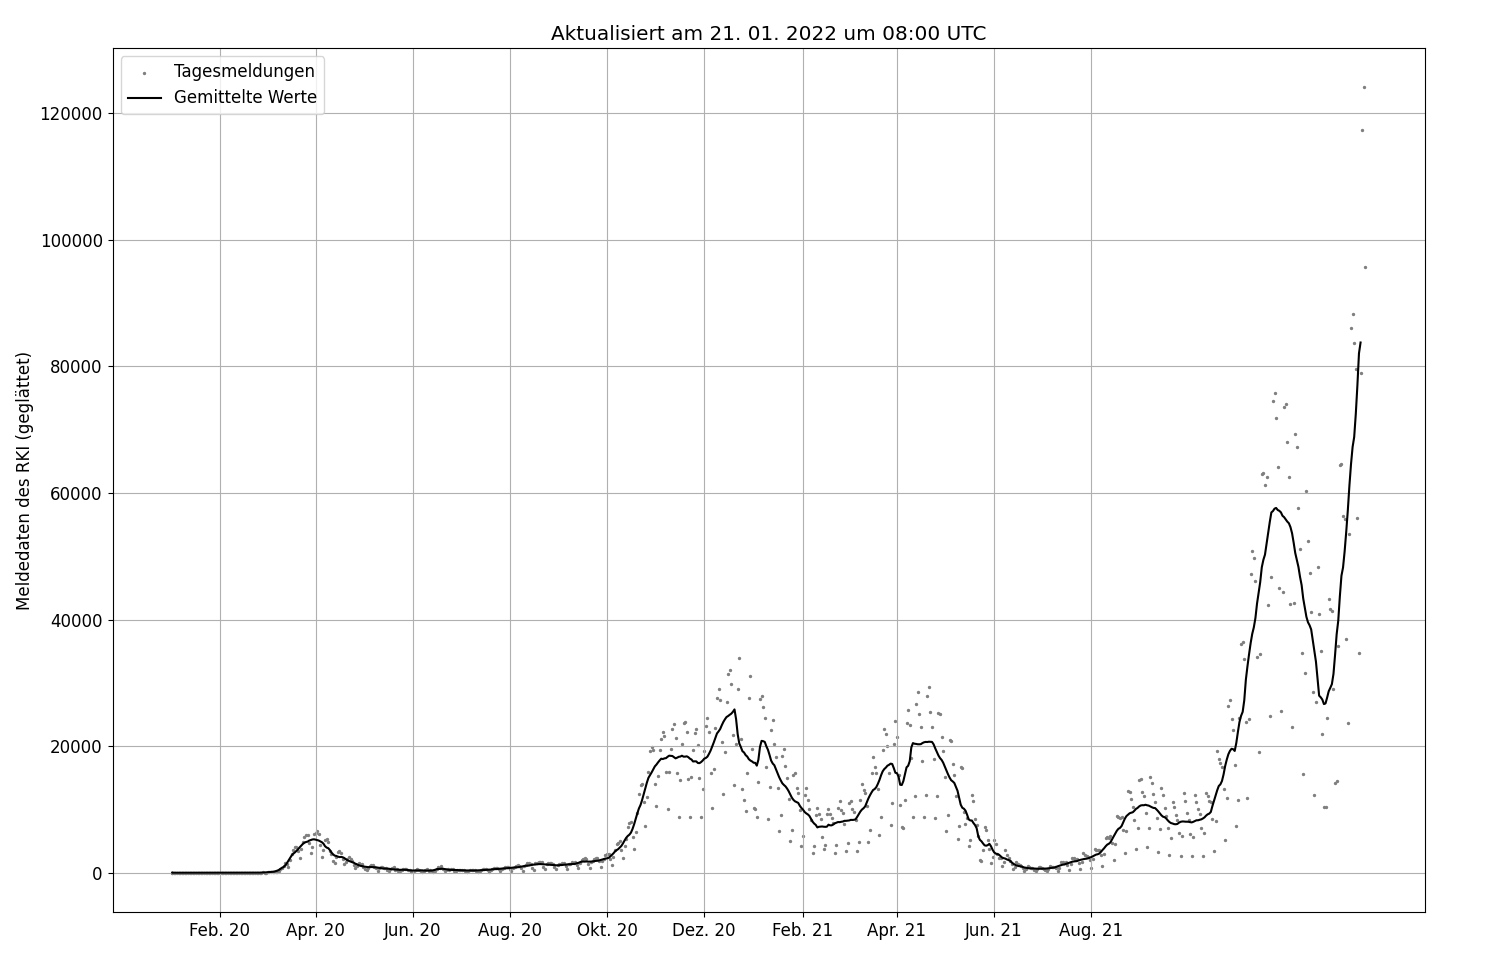 Aktualisiert am 21. 01. 2022 um 08:00 UTC
Tagesmeldungen
Gemittelte Werte
Meldedaten des RKI (geglättet)
120000
100000
80000
60000
40000
20000
0
Feb. 20 Apr. 20 Jun. 20 Aug. 20 Okt. 20 Dez. 20 Feb. 21 Apr. 21 Jun. 21 Aug. 21